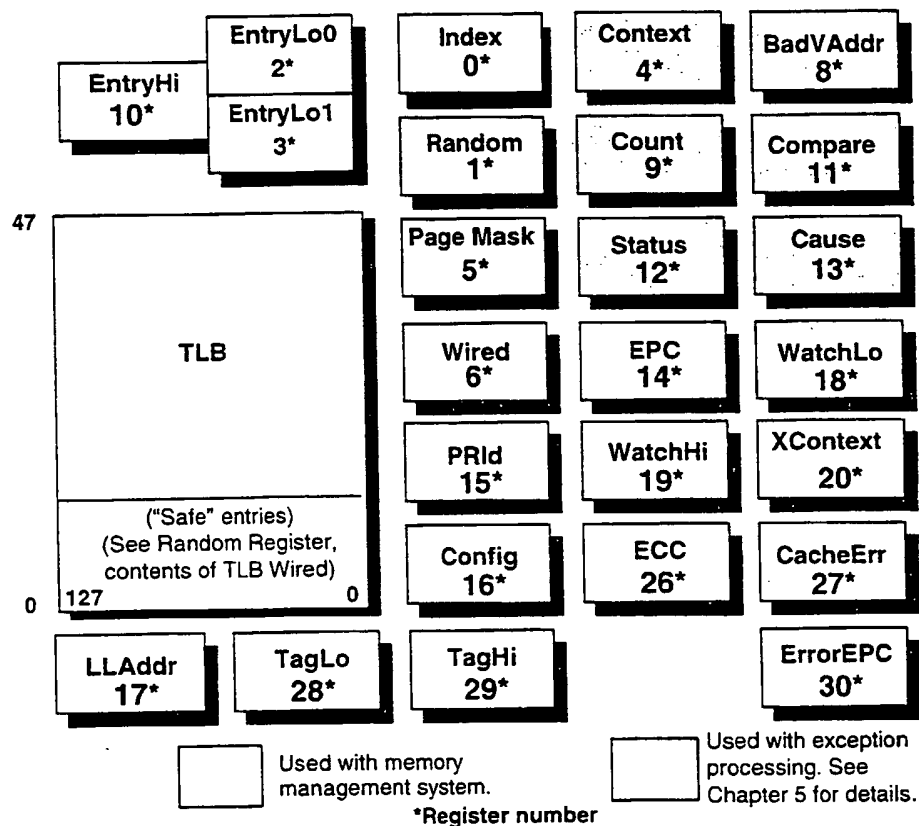 EntryLo0
2*
EntryHi
10*
EntryLo1
3*
Index
0*
Context
4*
BadVAddr
8*
Random
1*
Count
9*
Compare
11*
47
TLB
("Safe" entries)
(See Random Register,
contents of TLB Wired)
127
0
0
Page Mask
5*
Status
12*
Cause
13*
Wired
6*
EPC
14*
WatchLo
18*
PRId
15*
WatchHi
19*
XContext
20*
Config
16*
ECC
26*
CacheErr
27*
LLAddr
17*
TagLo
28*
TagHi
29*
ErrorEPC
30*
Used with memory
management system.
Used with exception
processing. See
Chapter 5 for details.
*Register number